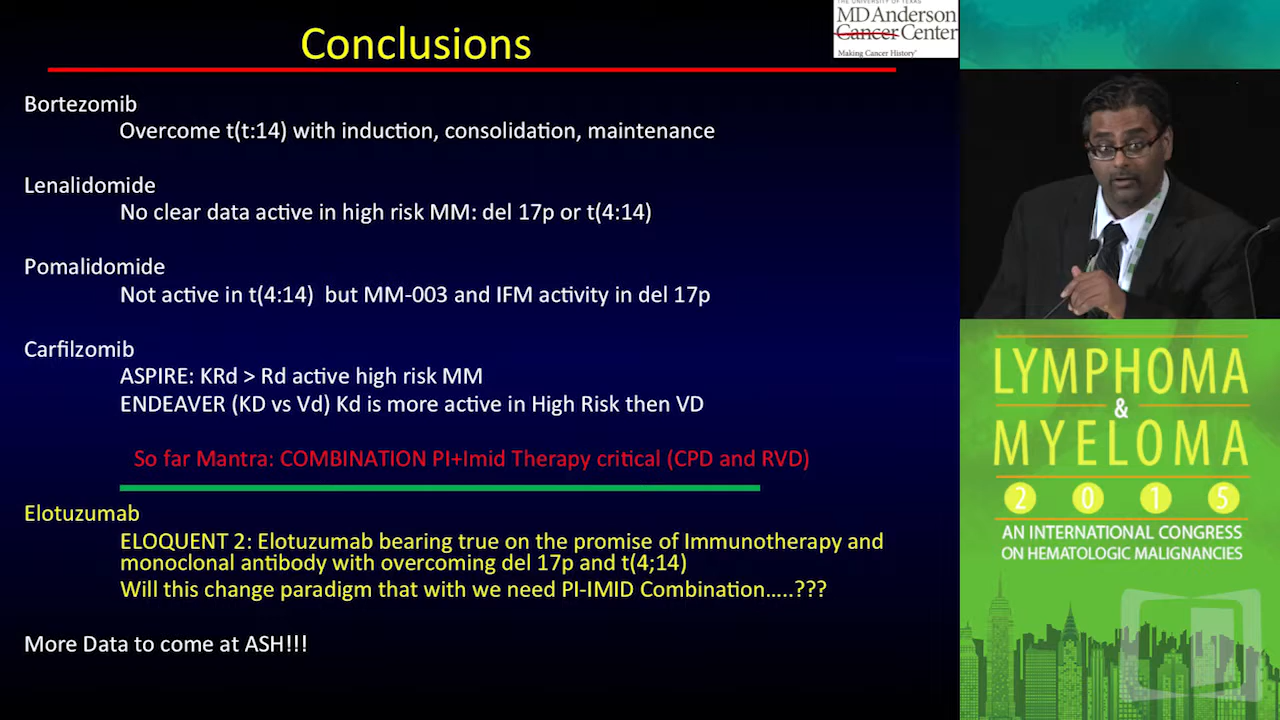 Conclusions
THE UNIVERSITY OF TEXAS
MD Anderson
Cancer Center
Making Cancer History®
Bortezomib
Overcome t(t:14) with induction, consolidation, maintenance
Lenalidomide
No clear data active in high risk MM: del 17p or t(4:14)
Pomalidomide
Not active in t(4:14) but MM-003 and IFM activity in del 17p
Carfilzomib
ASPIRE: KRd > Rd active high risk MM
ENDEAVER (KD vs Vd) Kd is more active in High Risk then VD
So far Mantra: COMBINATION PI+Imid Therapy critical (CPD and RVD)
Elotuzumab
ELOQUENT 2: Elotuzumab bearing true on the promise of Immunotherapy and
monoclonal antibody with overcoming del 17p and t(4;14)
Will this change paradigm that with we need PI-IMID Combination…..???
More Data to come at ASH!!!
LYMPHOMA
&
MYELOMA
2 0 1 5
AN INTERNATIONAL CONGRESS
ON HEMATOLOGIC MALIGNANCIES